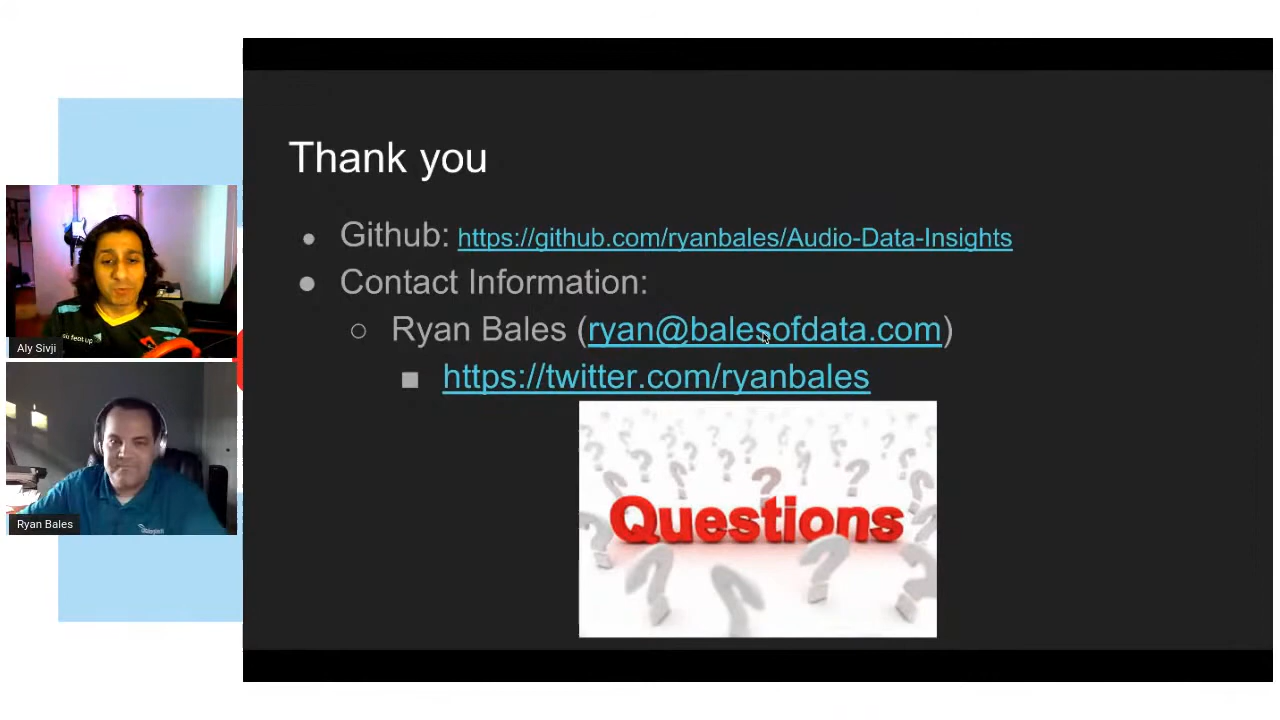 Thank you
Github: https://github.com/ryanbales/Audio-Data-Insights
Contact Information:
Ryan Bales (ryan@balesofdata.com)
https://twitter.com/ryanbales
Questions
Aly Sivji
Ryan Bales